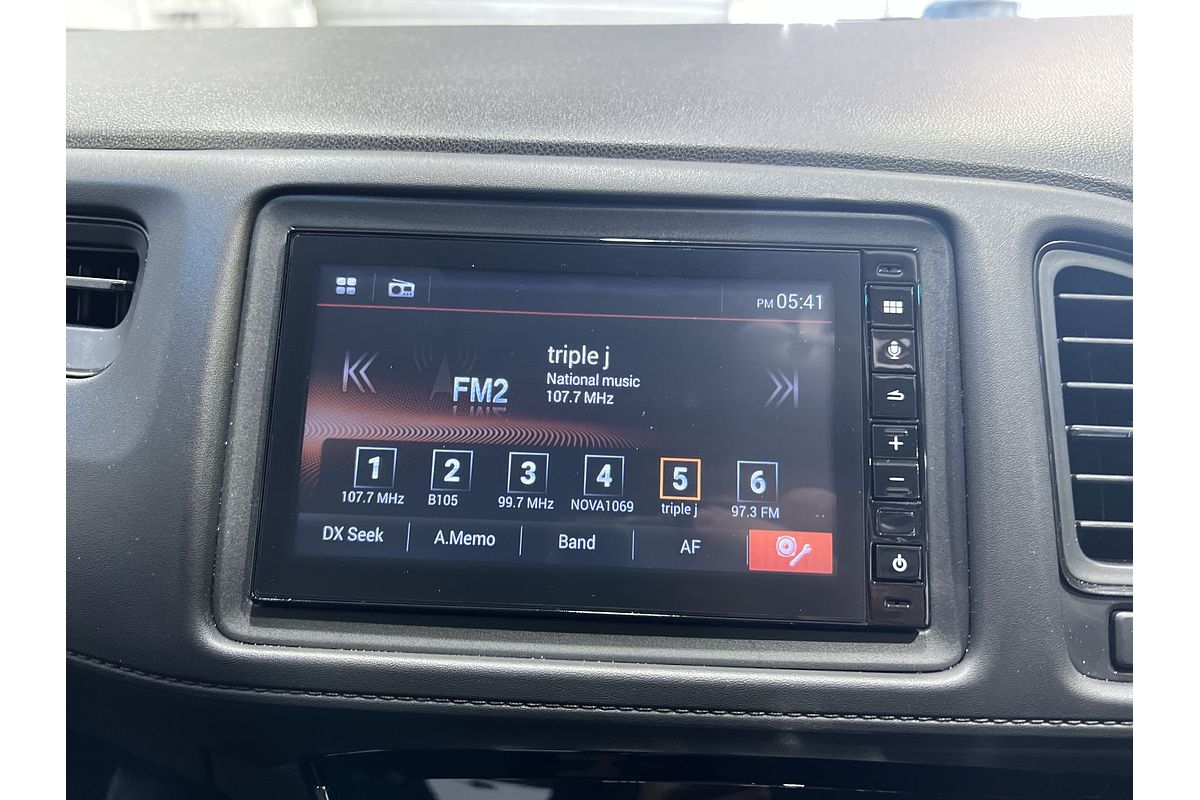 PM 05:41
triple j
National music
FM2
107.7 MHz
1 2 3 4 5 6
107.7 MHz B105 99.7 MHz NOVA1069 triple j 97.3 FM
DX Seek A.Memo Band AF
+
−